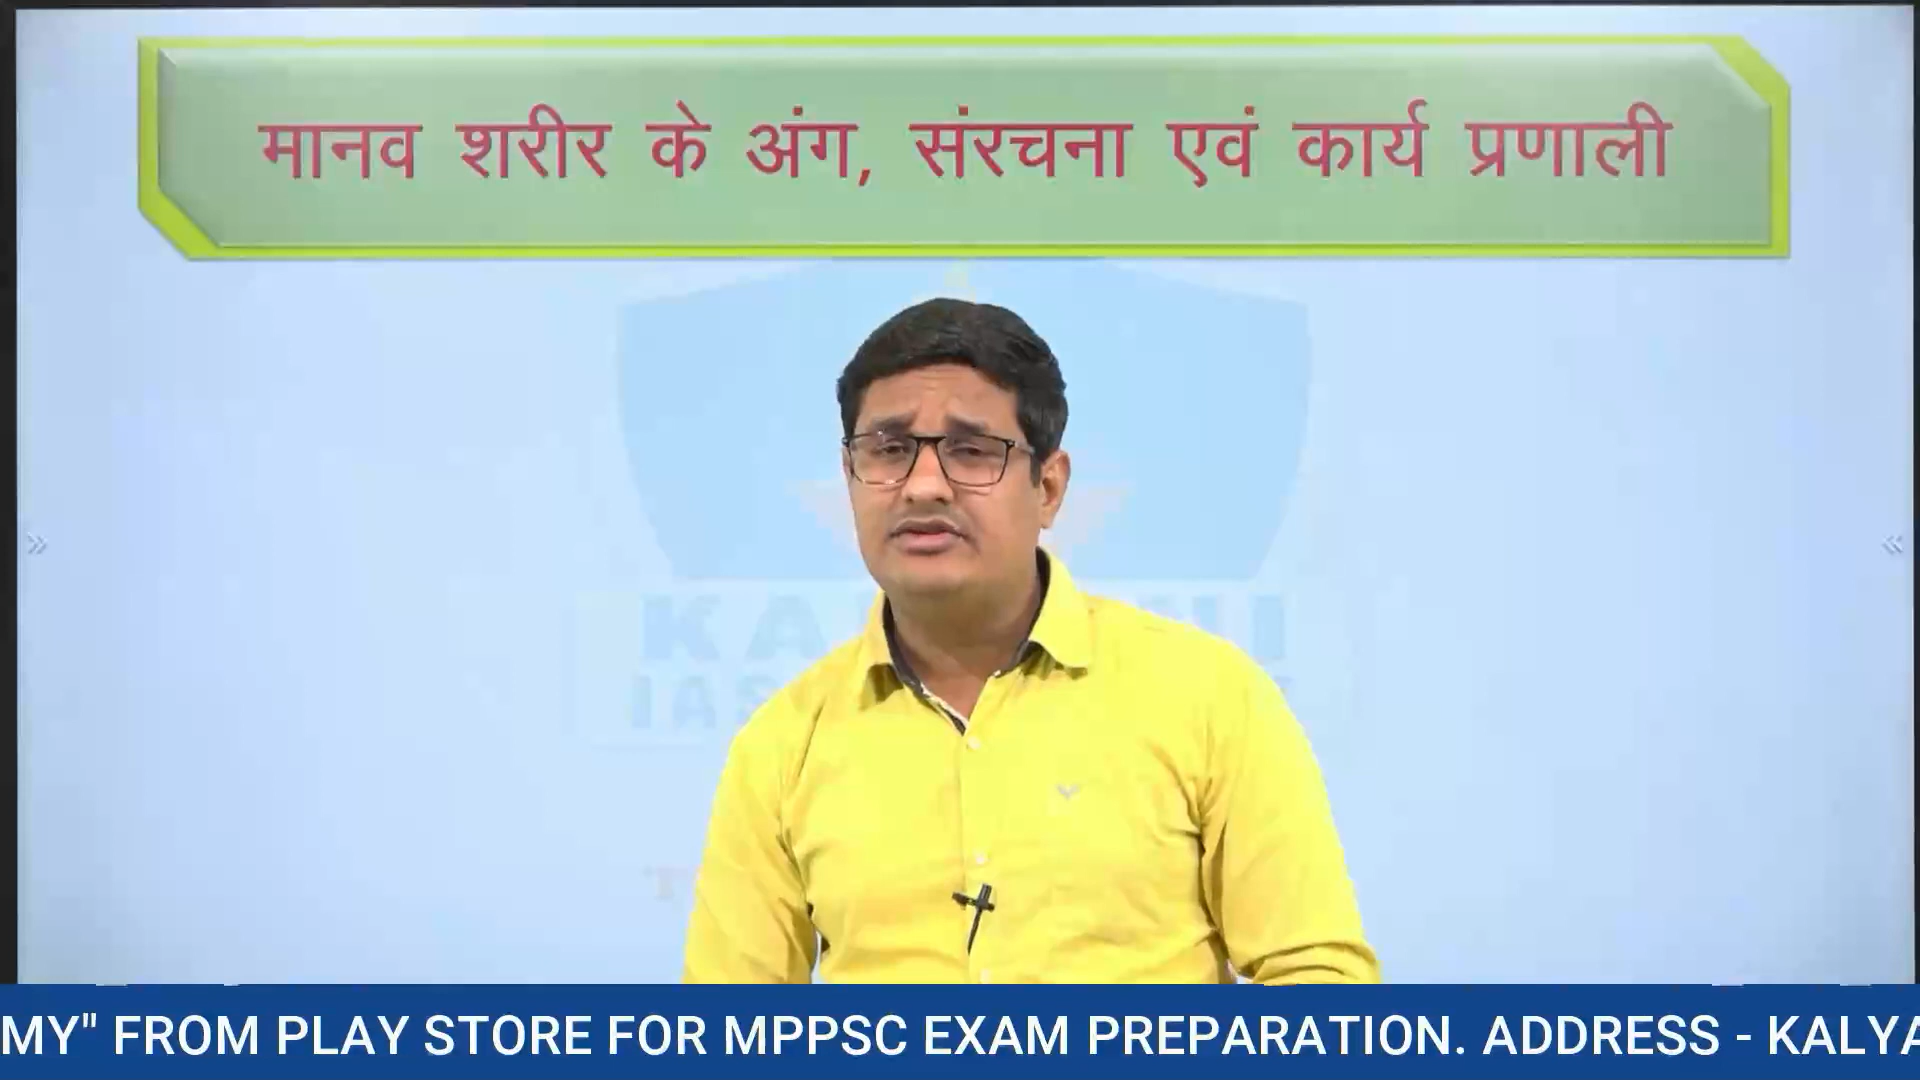 मानव शरीर के अंग, संरचना एवं कार्य प्रणाली
MY" FROM PLAY STORE FOR MPPSC EXAM PREPARATION. ADDRESS - KALYA